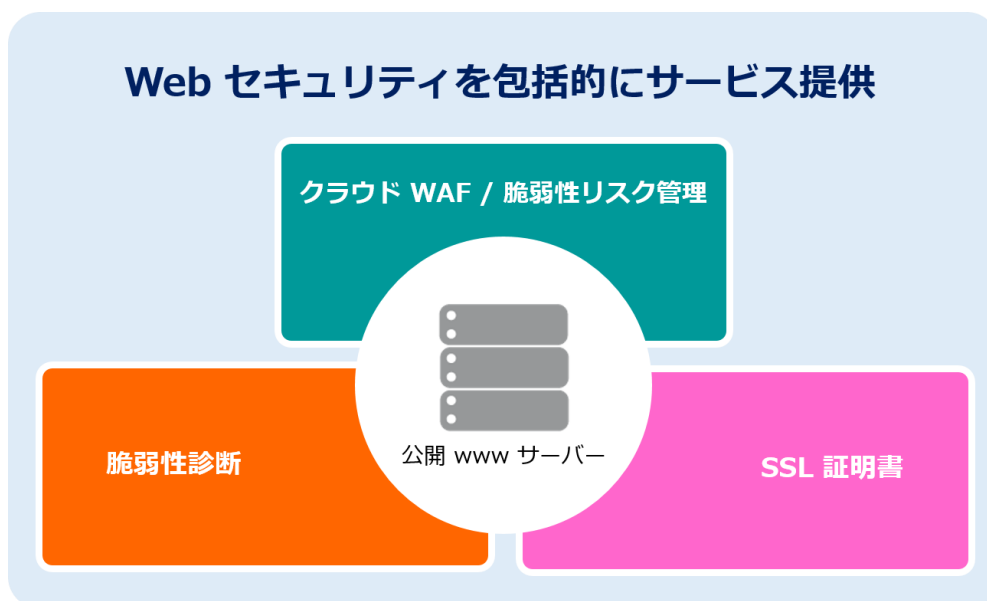 Web セキュリティを包括的にサービス提供
クラウド WAF / 脆弱性リスク管理
公開 www サーバー
脆弱性診断
SSL 証明書